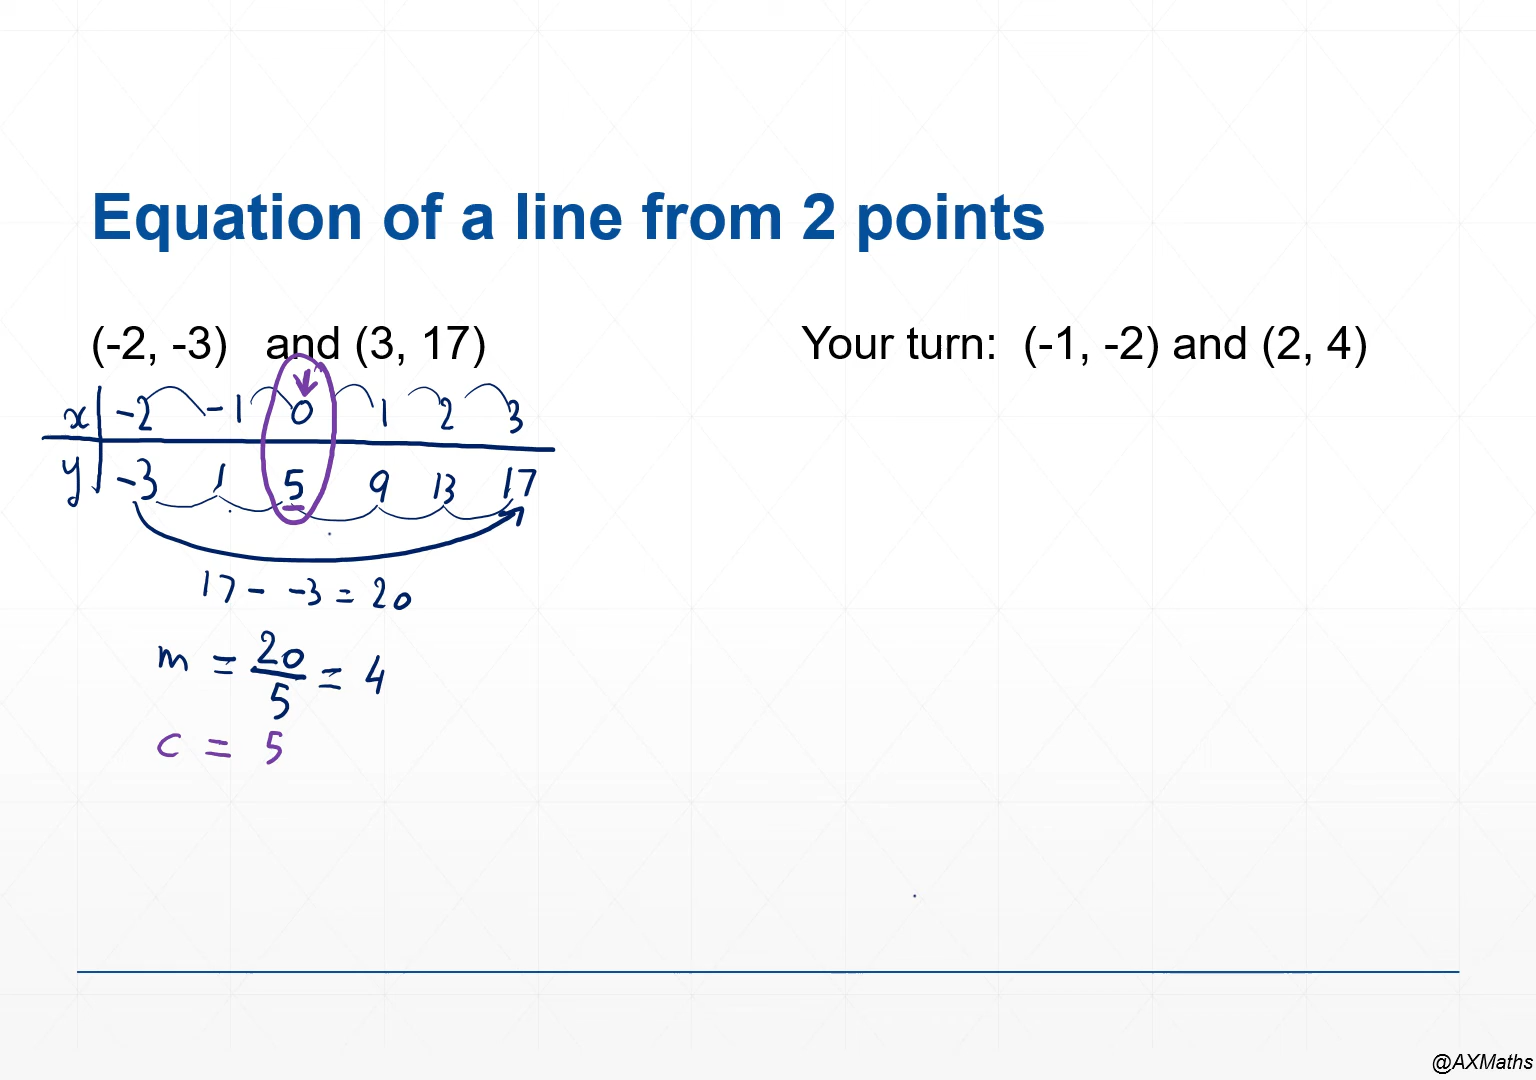 Equation of a line from 2 points
(-2, -3) and (3, 17)
x -2 -1 0 1 2 3
y -3 1 5 9 13 17
17 - -3 = 20
m = 20/5 = 4
c = 5
Your turn: (-1, -2) and (2, 4)
@AXMaths